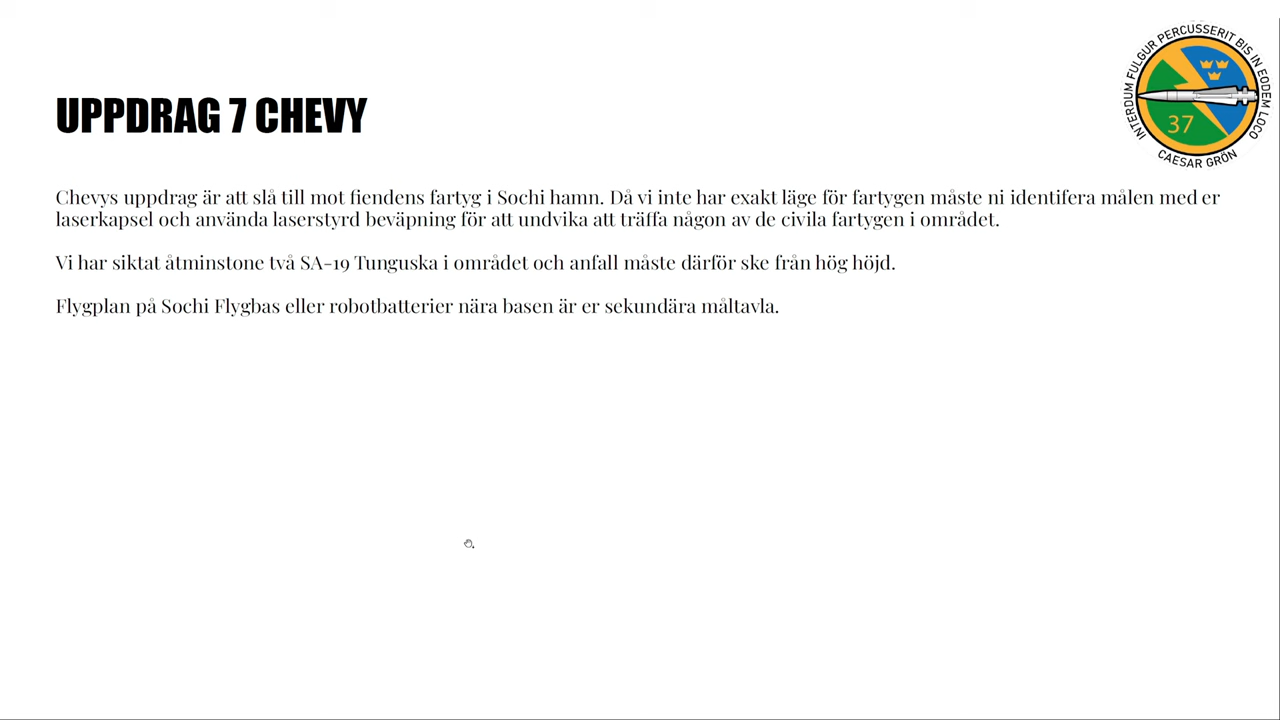 INTERDUM FULGUR PERCUSSERIT BIS IN EODEM LOCO
37
CAESAR GRÖN
UPPDRAG 7 CHEVY
Chevys uppdrag är att slå till mot fiendens fartyg i Sochi hamn. Då vi inte har exakt läge för fartygen måste ni identifera målen med er
laserkapsel och använda laserstyrd beväpning för att undvika att träffa någon av de civila fartygen i området.
Vi har siktat åtminstone två SA-19 Tunguska i området och anfall måste därför ske från hög höjd.
Flygplan på Sochi Flygbas eller robotbatterier nära basen är er sekundära måltavla.